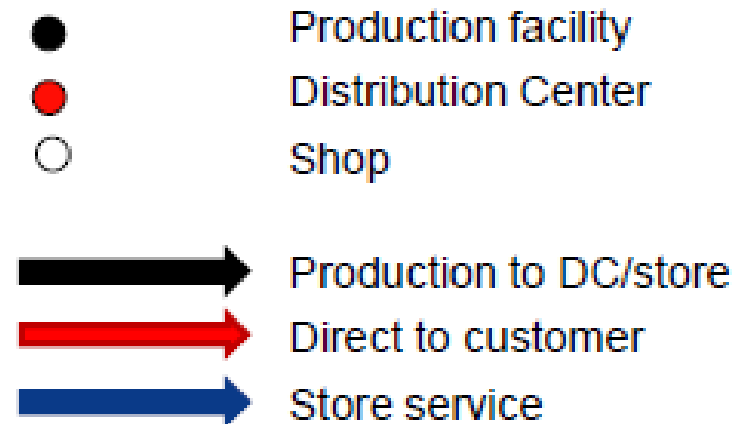 Production facility
Distribution Center
Shop
Production to DC/store
Direct to customer
Store service